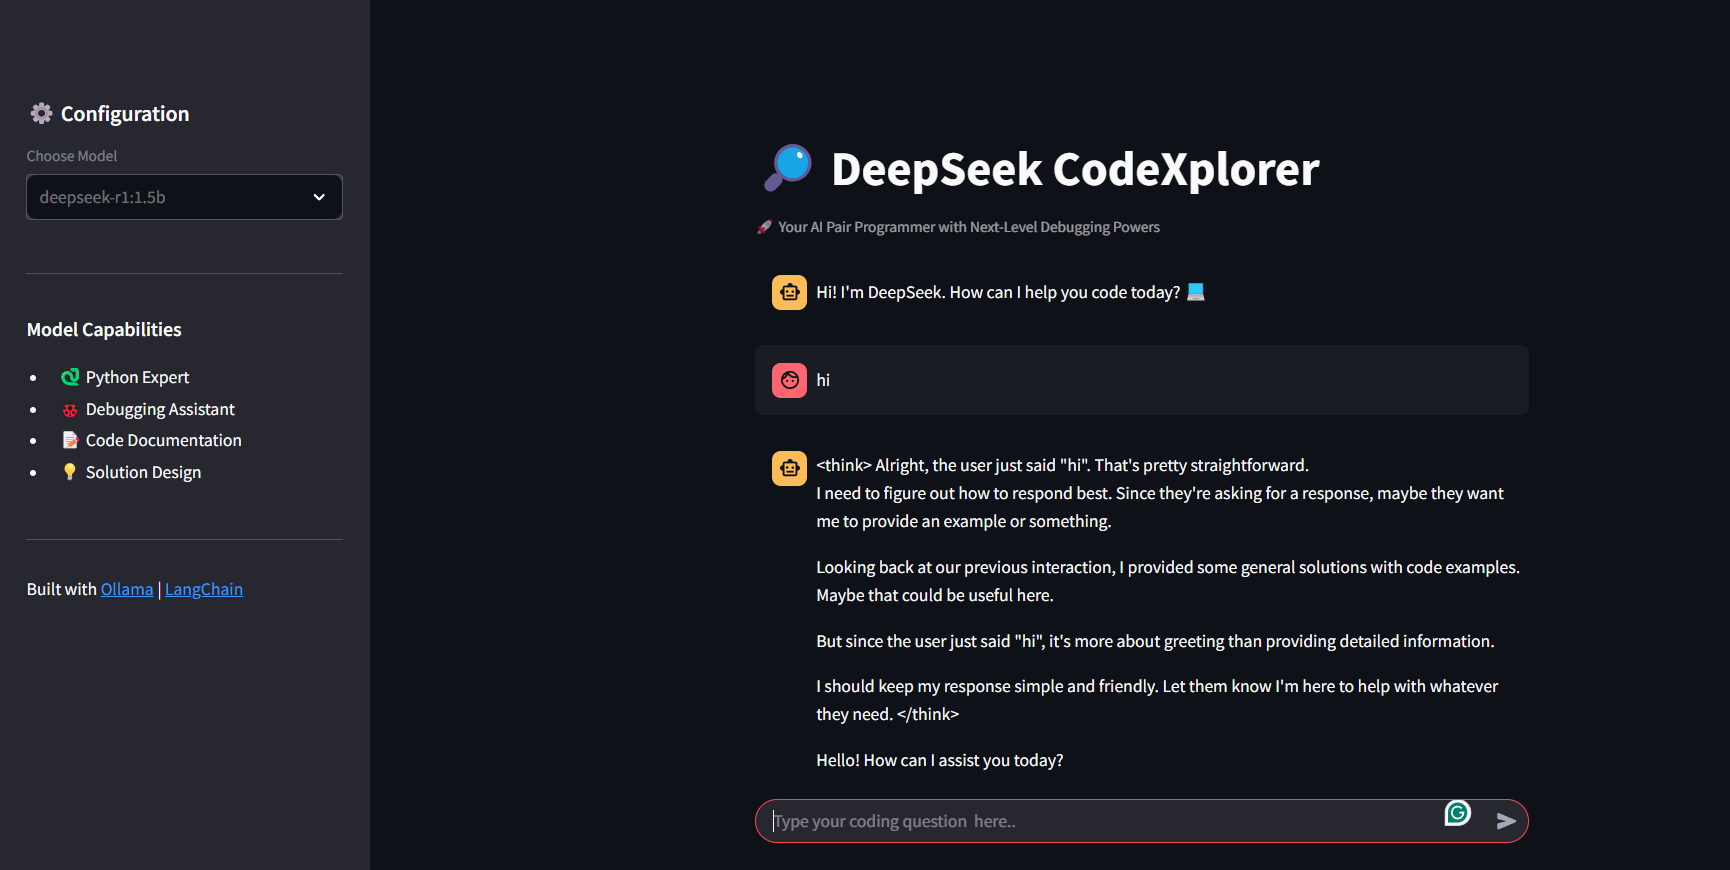 Configuration
Choose Model
deepseek-r1:1.5b
Model Capabilities
Python Expert
Debugging Assistant
Code Documentation
Solution Design
Built with Ollama | LangChain
DeepSeek CodeXplorer
Your AI Pair Programmer with Next-Level Debugging Powers
Hi! I'm DeepSeek. How can I help you code today?
hi
<think> Alright, the user just said "hi". That's pretty straightforward.
I need to figure out how to respond best. Since they're asking for a response, maybe they want
me to provide an example or something.
Looking back at our previous interaction, I provided some general solutions with code examples.
Maybe that could be useful here.
But since the user just said "hi", it's more about greeting than providing detailed information.
I should keep my response simple and friendly. Let them know I'm here to help with whatever
they need. </think>
Hello! How can I assist you today?
Type your coding question  here..